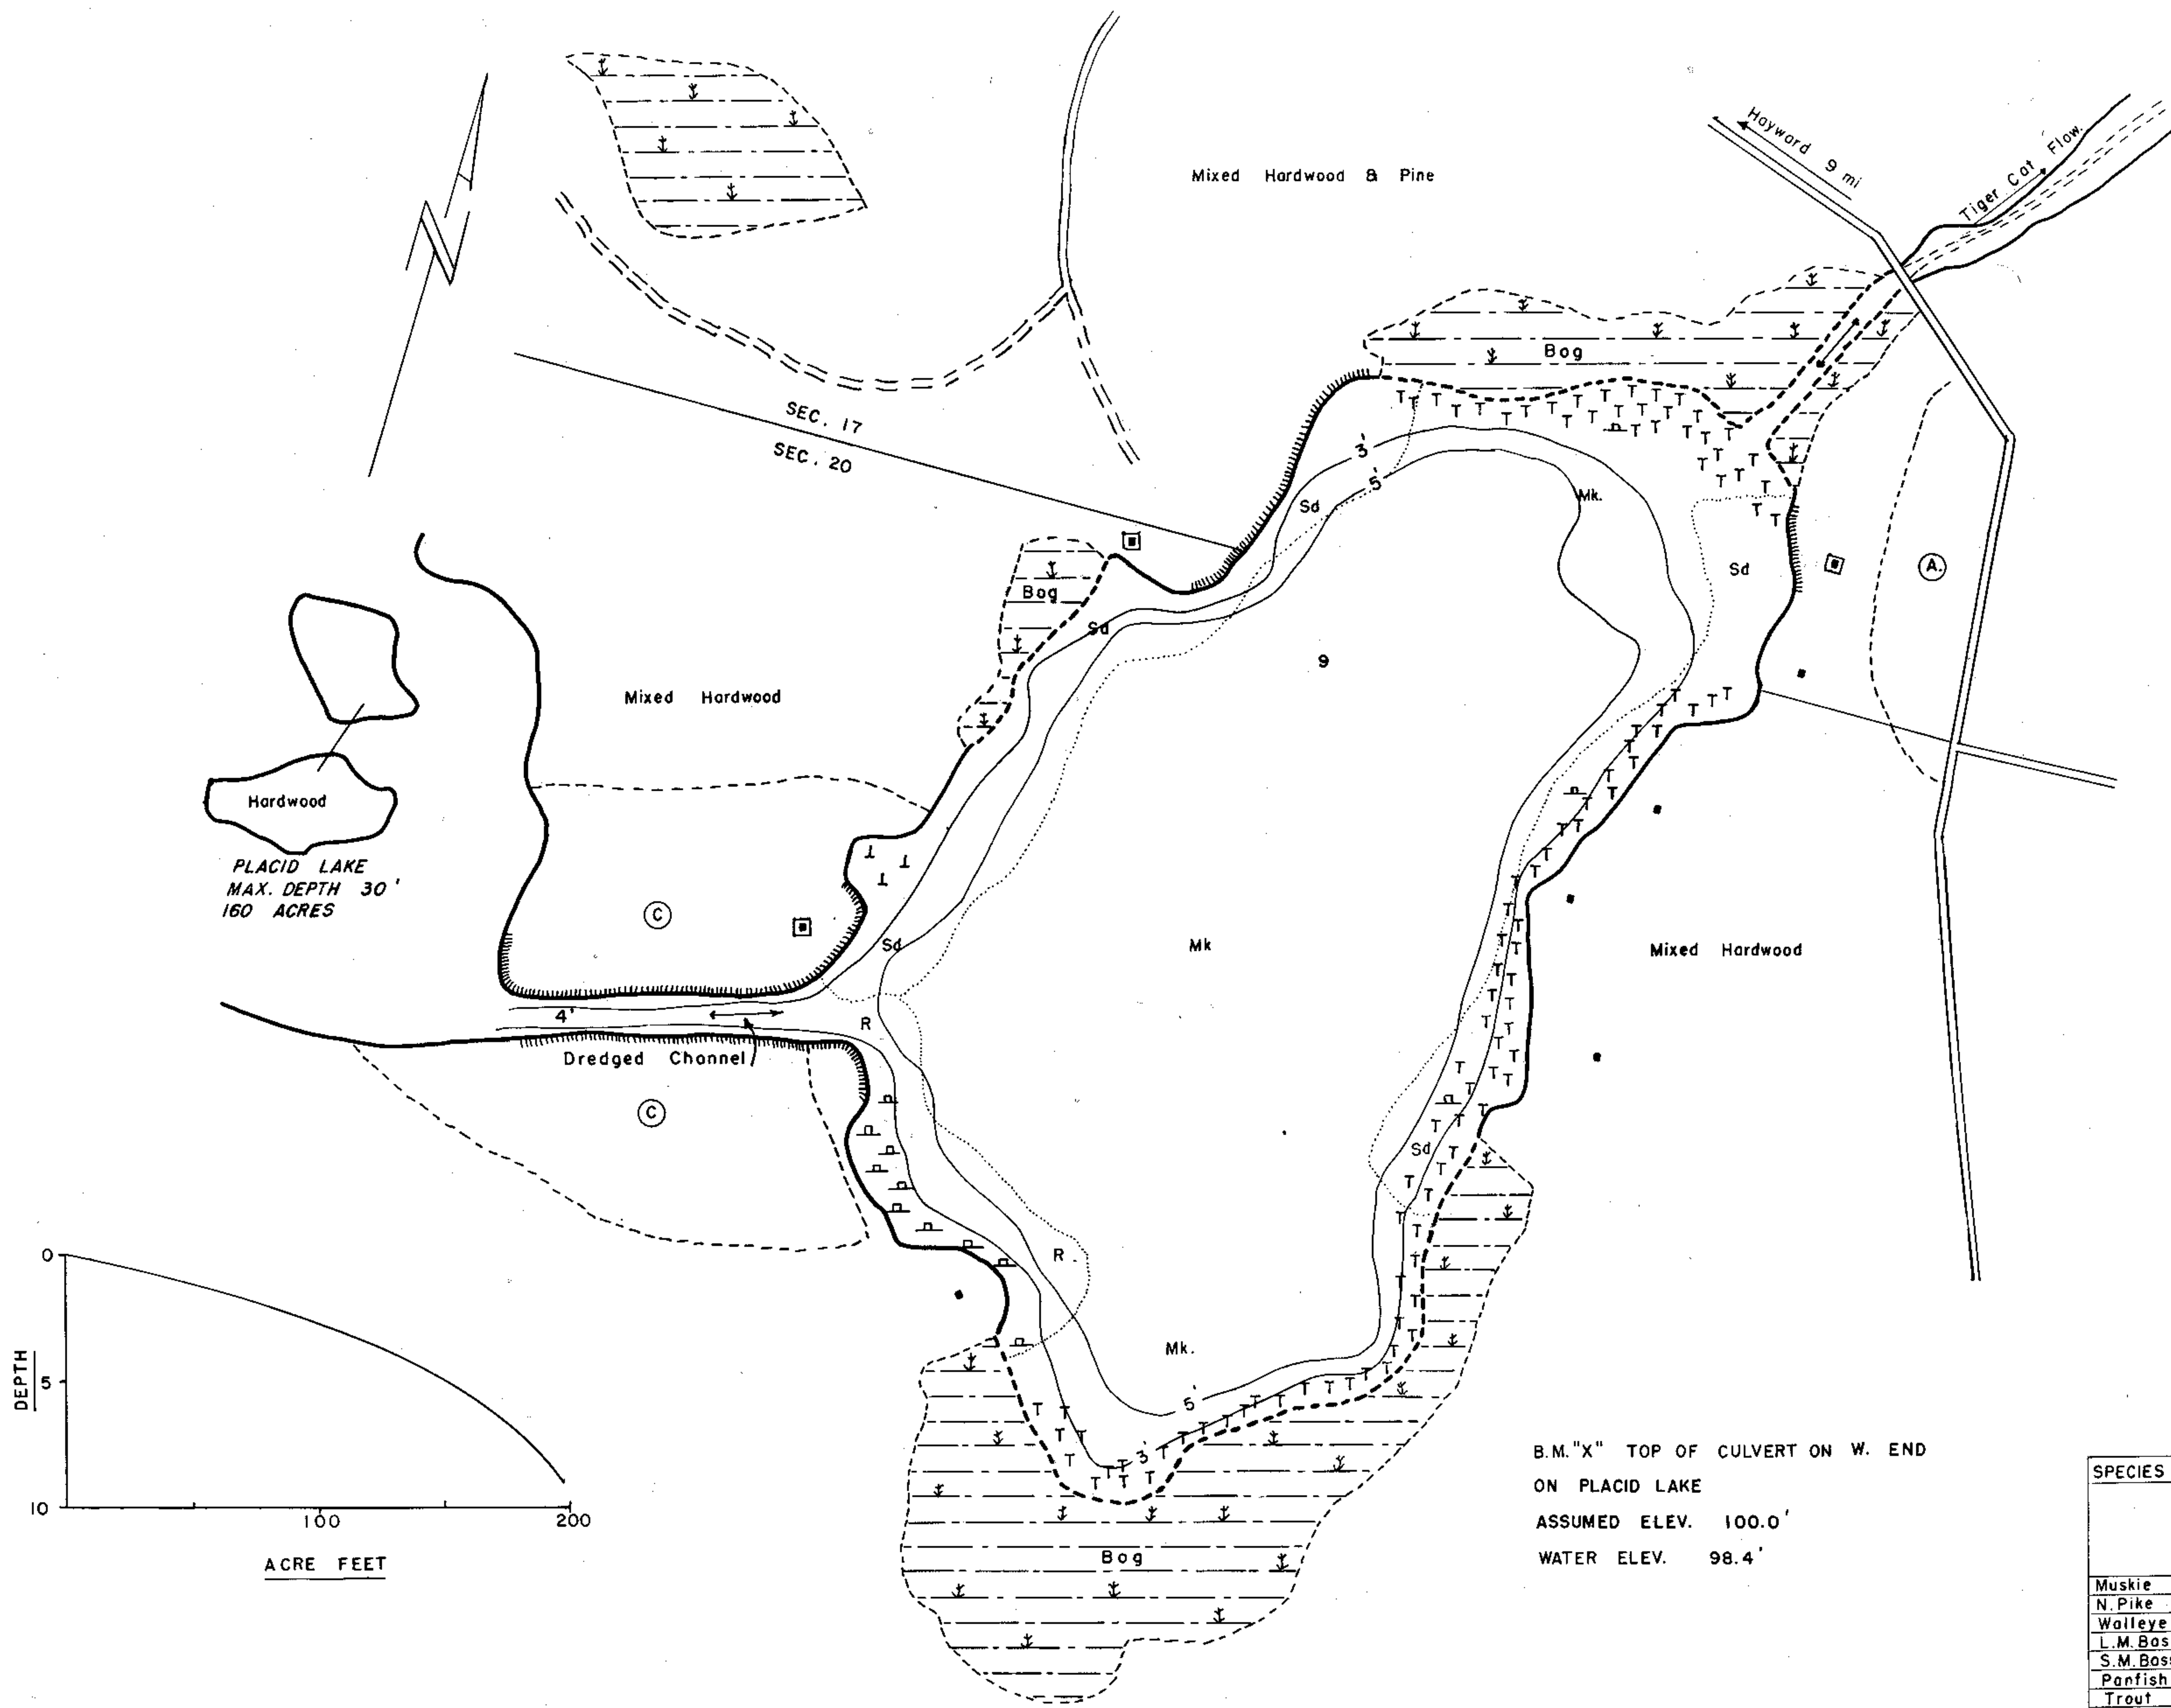 Mixed Hardwood & Pine
Hayward 9 mi
Tiger Cat Flow.
N
Bog
SEC. 17
SEC. 20
3'
5'
Sd
Mk.
Sd
A.
Bog
Sd
9
Mixed Hardwood
Hardwood
PLACID LAKE
MAX. DEPTH 30'
160 ACRES
C
Sd
Mk
Mixed Hardwood
4'
R
Dredged Channel
C
Sd
R.
Mk.
5'
3'
Bog
0
5
10
DEPTH
100
200
ACRE FEET
B.M."X" TOP OF CULVERT ON W. END
ON PLACID LAKE
ASSUMED ELEV. 100.0'
WATER ELEV. 98.4'
SPECIES
Muskie
N. Pike
Walleye
L.M. Bas
S.M. Bas
Panfish
Trout